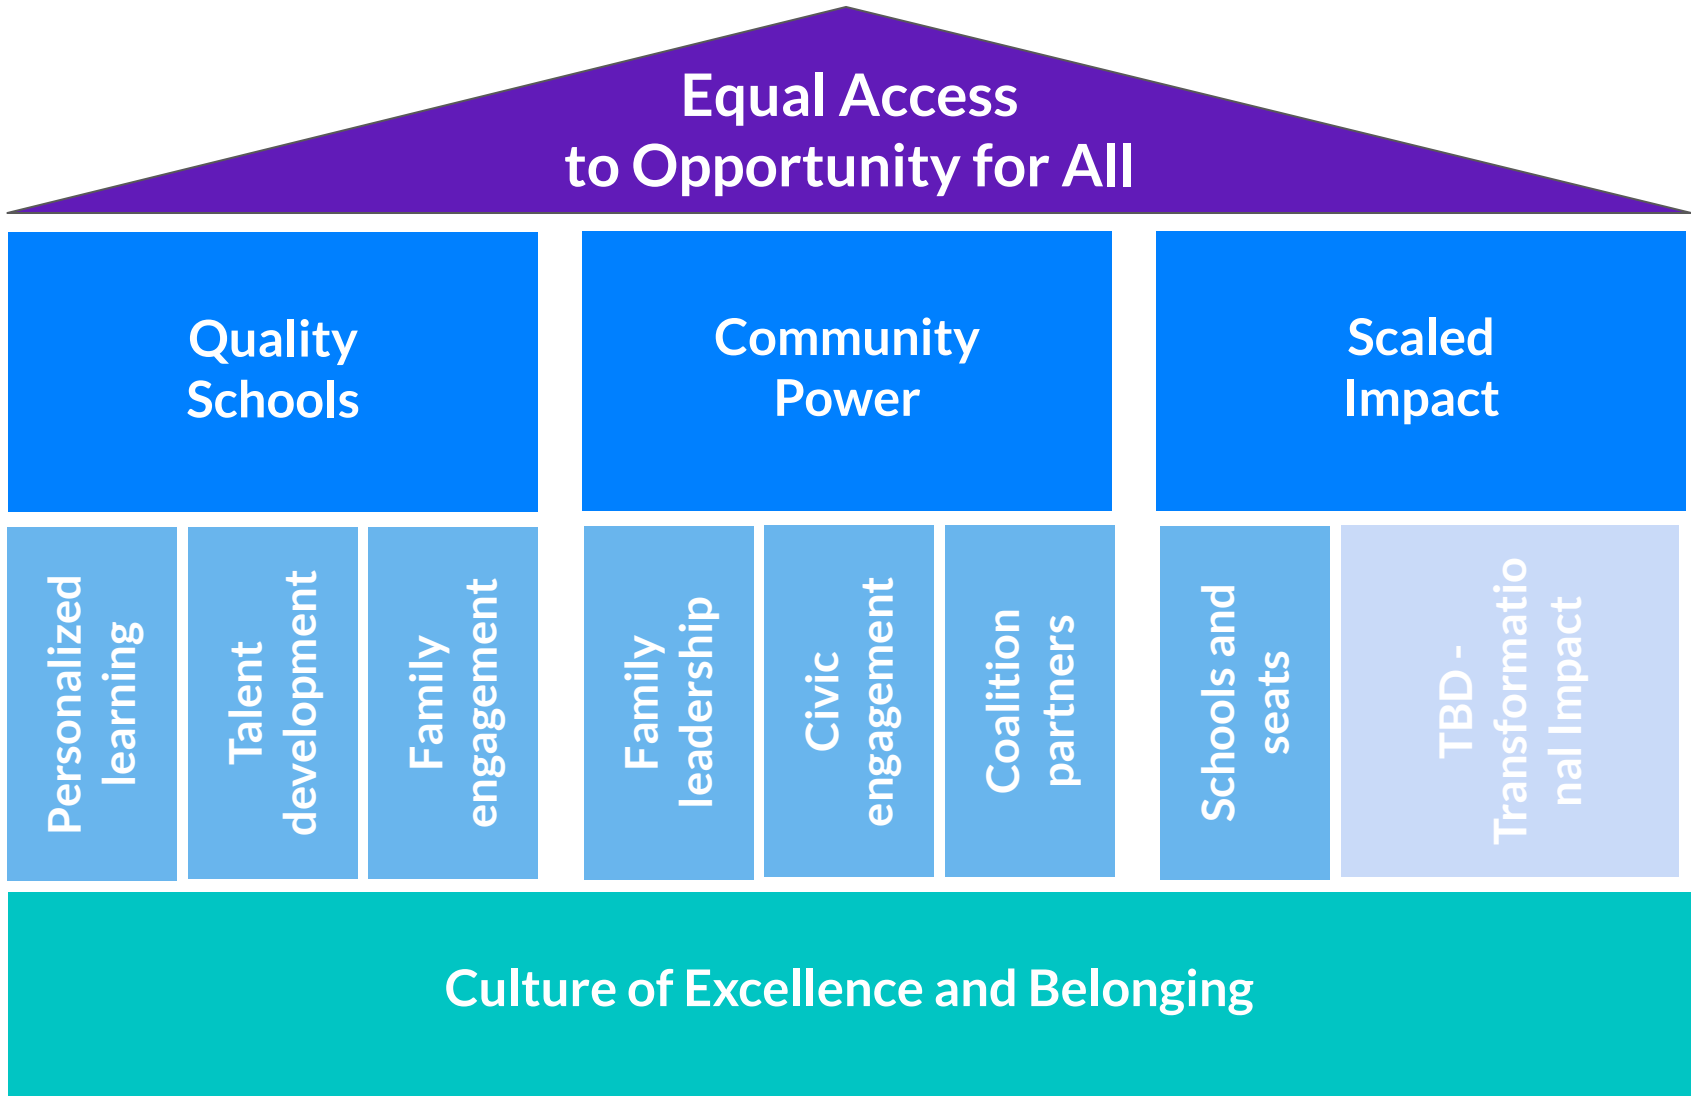 Equal Access
to Opportunity for All
Quality
Schools
Community
Power
Scaled
Impact
Personalized
learning
Talent
development
Family
engagement
Family
leadership
Civic
engagement
Coalition
partners
Schools and
seats
TBD -
Transformatio
nal Impact
Culture of Excellence and Belonging